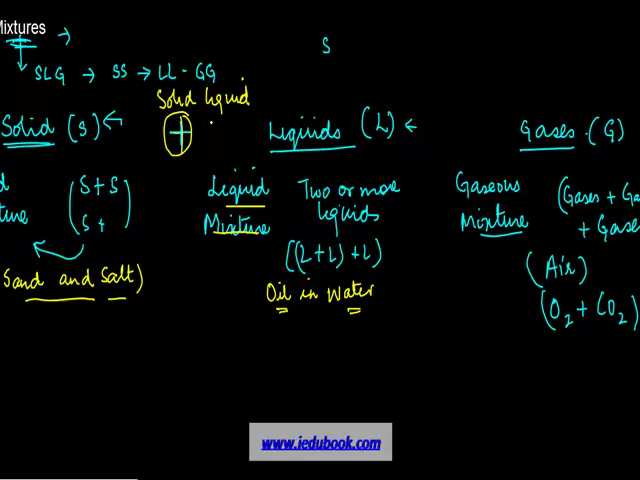 Mixtures
S
SLG → SS → LL - GG
Solid liquid
Solid (S) ←
+
Liquids (L) ←
Gases . (G)
S + S
S +
Liquid
Mixture
Two or more
liquids
((L + L) + L)
Gaseous
Mixture
(Gases + Ga
+ Gases
Sand and Salt)
Oil in Water
(Air)
(O2 + CO2)
www.iedubook.com